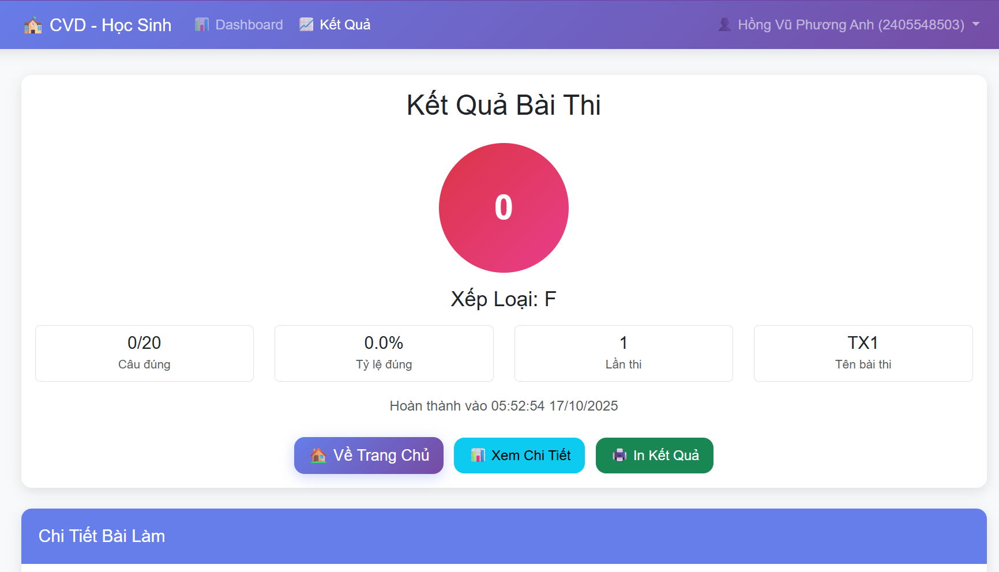 CVD - Học Sinh Dashboard Kết Quả Hồng Vũ Phương Anh (2405548503)
Kết Quả Bài Thi
0
Xếp Loại: F
0/20
Câu đúng
0.0%
Tỷ lệ đúng
1
Lần thi
TX1
Tên bài thi
Hoàn thành vào 05:52:54 17/10/2025
Về Trang Chủ
Xem Chi Tiết
In Kết Quả
Chi Tiết Bài Làm